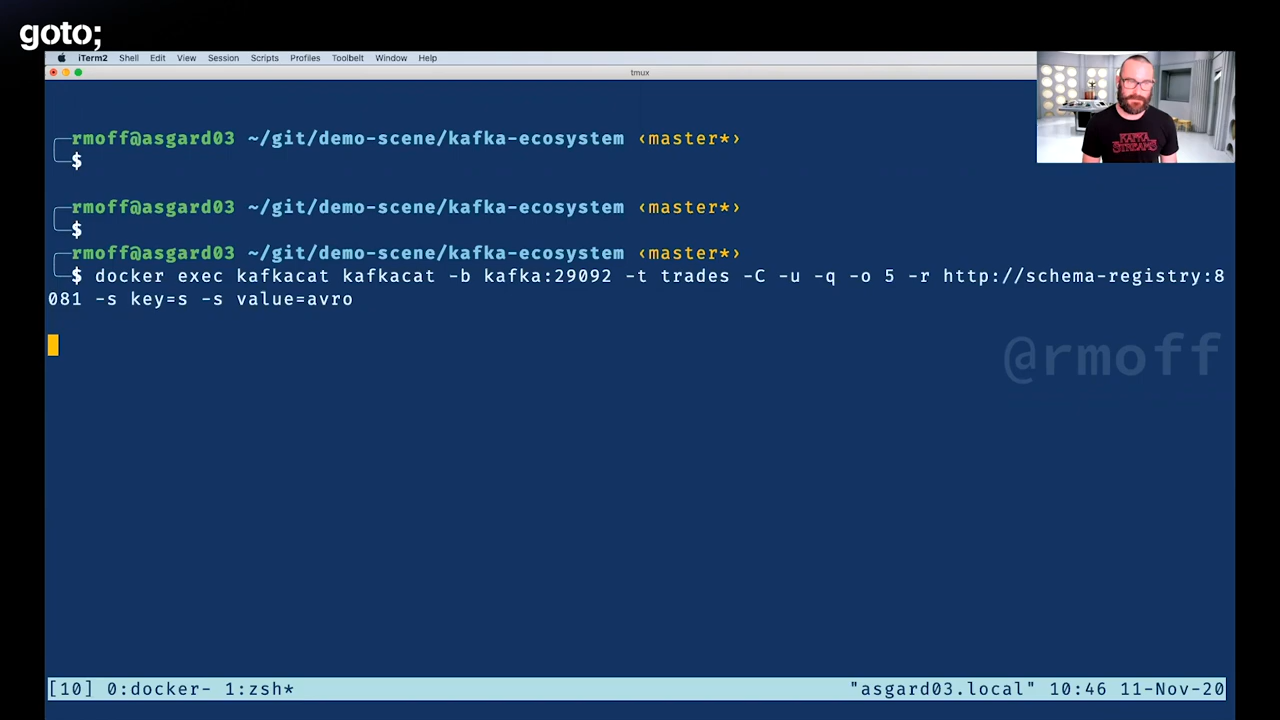 goto;
iTerm2 Shell Edit View Session Scripts Profiles Toolbelt Window Help
tmux
KAFKA
STREAMS
rmoff@asgard03 ~/git/demo-scene/kafka-ecosystem ‹master*›
$
rmoff@asgard03 ~/git/demo-scene/kafka-ecosystem ‹master*›
$
rmoff@asgard03 ~/git/demo-scene/kafka-ecosystem ‹master*›
$ docker exec kafkacat kafkacat -b kafka:29092 -t trades -C -u -q -o 5 -r http://schema-registry:8
081 -s key=s -s value=avro
@rmoff
[10] 0:docker- 1:zsh* "asgard03.local" 10:46 11-Nov-20